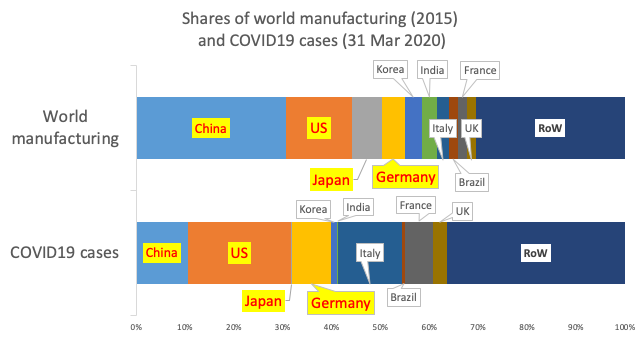 Shares of world manufacturing (2015)
and COVID19 cases (31 Mar 2020)
Korea India France
World
manufacturing
China US Italy UK RoW
Japan Germany Brazil
Korea India France UK
COVID19 cases
China US Italy RoW
Japan Germany Brazil
0% 10% 20% 30% 40% 50% 60% 70% 80% 90% 100%